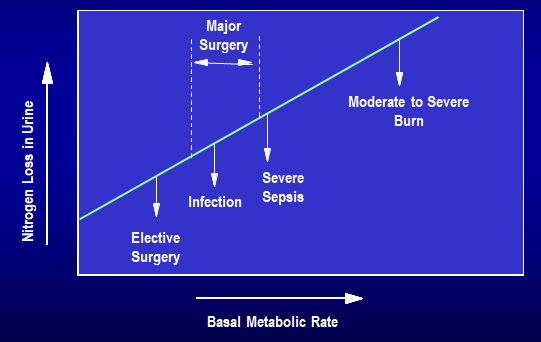 Major
Surgery
Moderate to Severe
Burn
Severe
Sepsis
Infection
Elective
Surgery
Nitrogen Loss in Urine
Basal Metabolic Rate